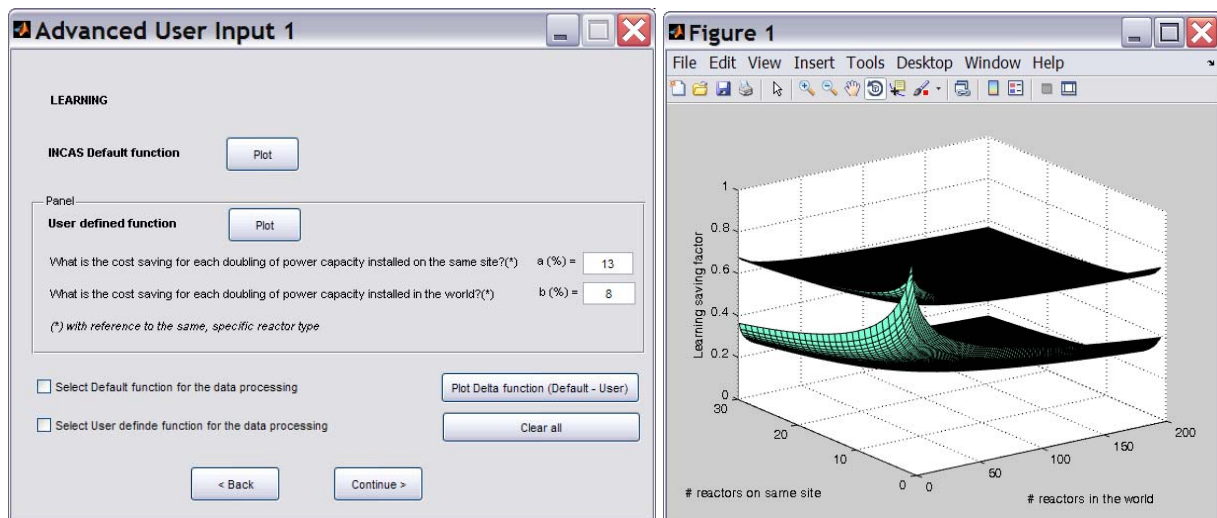 Advanced User Input 1
LEARNING
INCAS Default function
Plot
Panel
User defined function
Plot
What is the cost saving for each doubling of power capacity installed on the same site?(*) a (%) = 13
What is the cost saving for each doubling of power capacity installed in the world?(*) b (%) = 8
(*) with reference to the same, specific reactor type
Select Default function for the data processing
Plot Delta function (Default - User)
Select User definde function for the data processing
Clear all
< Back
Continue >
Figure 1
File Edit View Insert Tools Desktop Window Help
1
0.8
0.6
0.4
0.2
0
Learning saving factor
30
20
10
0
# reactors on same site
0
50
100
150
200
# reactors in the world